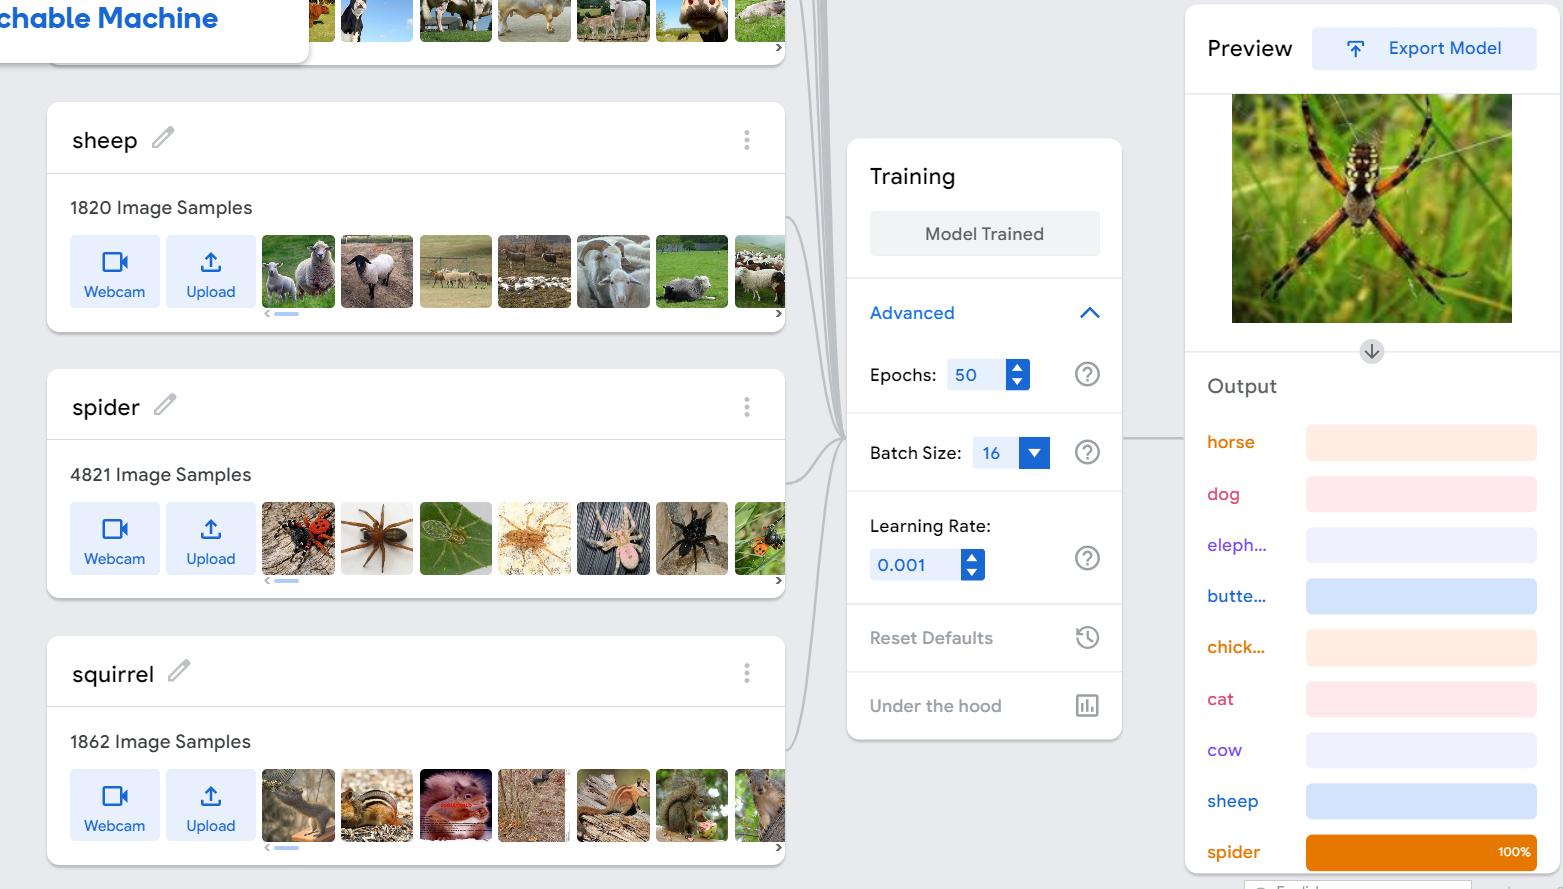 chable Machine
sheep
1820 Image Samples
Webcam
Upload
spider
4821 Image Samples
Webcam
Upload
squirrel
1862 Image Samples
Webcam
Upload
Training
Model Trained
Advanced
Epochs: 50
Batch Size: 16
Learning Rate:
0.001
Reset Defaults
Under the hood
Preview
Export Model
Output
horse
dog
eleph...
butte...
chick...
cat
cow
sheep
spider 100%